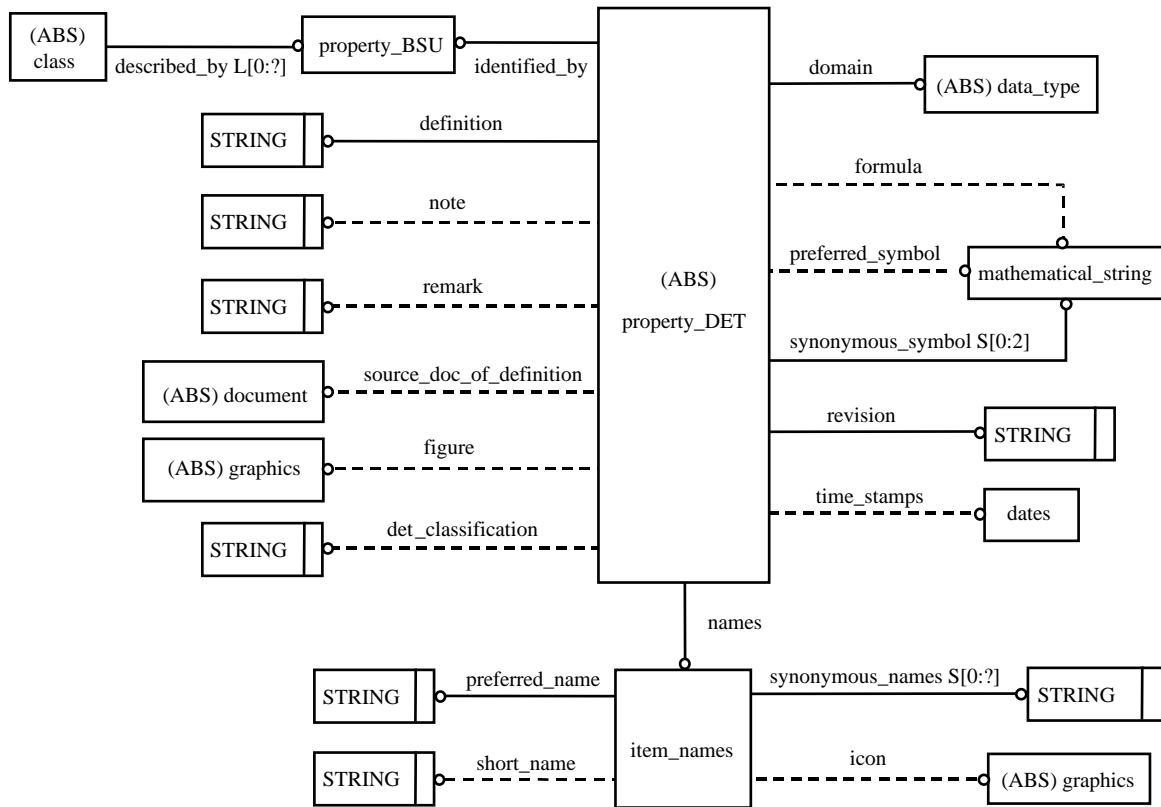 (ABS)
class
described_by L[0:?]
property_BSU
identified_by
domain
(ABS) data_type
STRING
definition
formula
STRING
note
preferred_symbol
mathematical_string
(ABS)
property_DET
STRING
remark
synonymous_symbol S[0:2]
(ABS) document
source_doc_of_definition
revision
STRING
(ABS) graphics
figure
time_stamps
dates
STRING
det_classification
names
STRING
preferred_name
synonymous_names S[0:?]
STRING
item_names
STRING
short_name
icon
(ABS) graphics